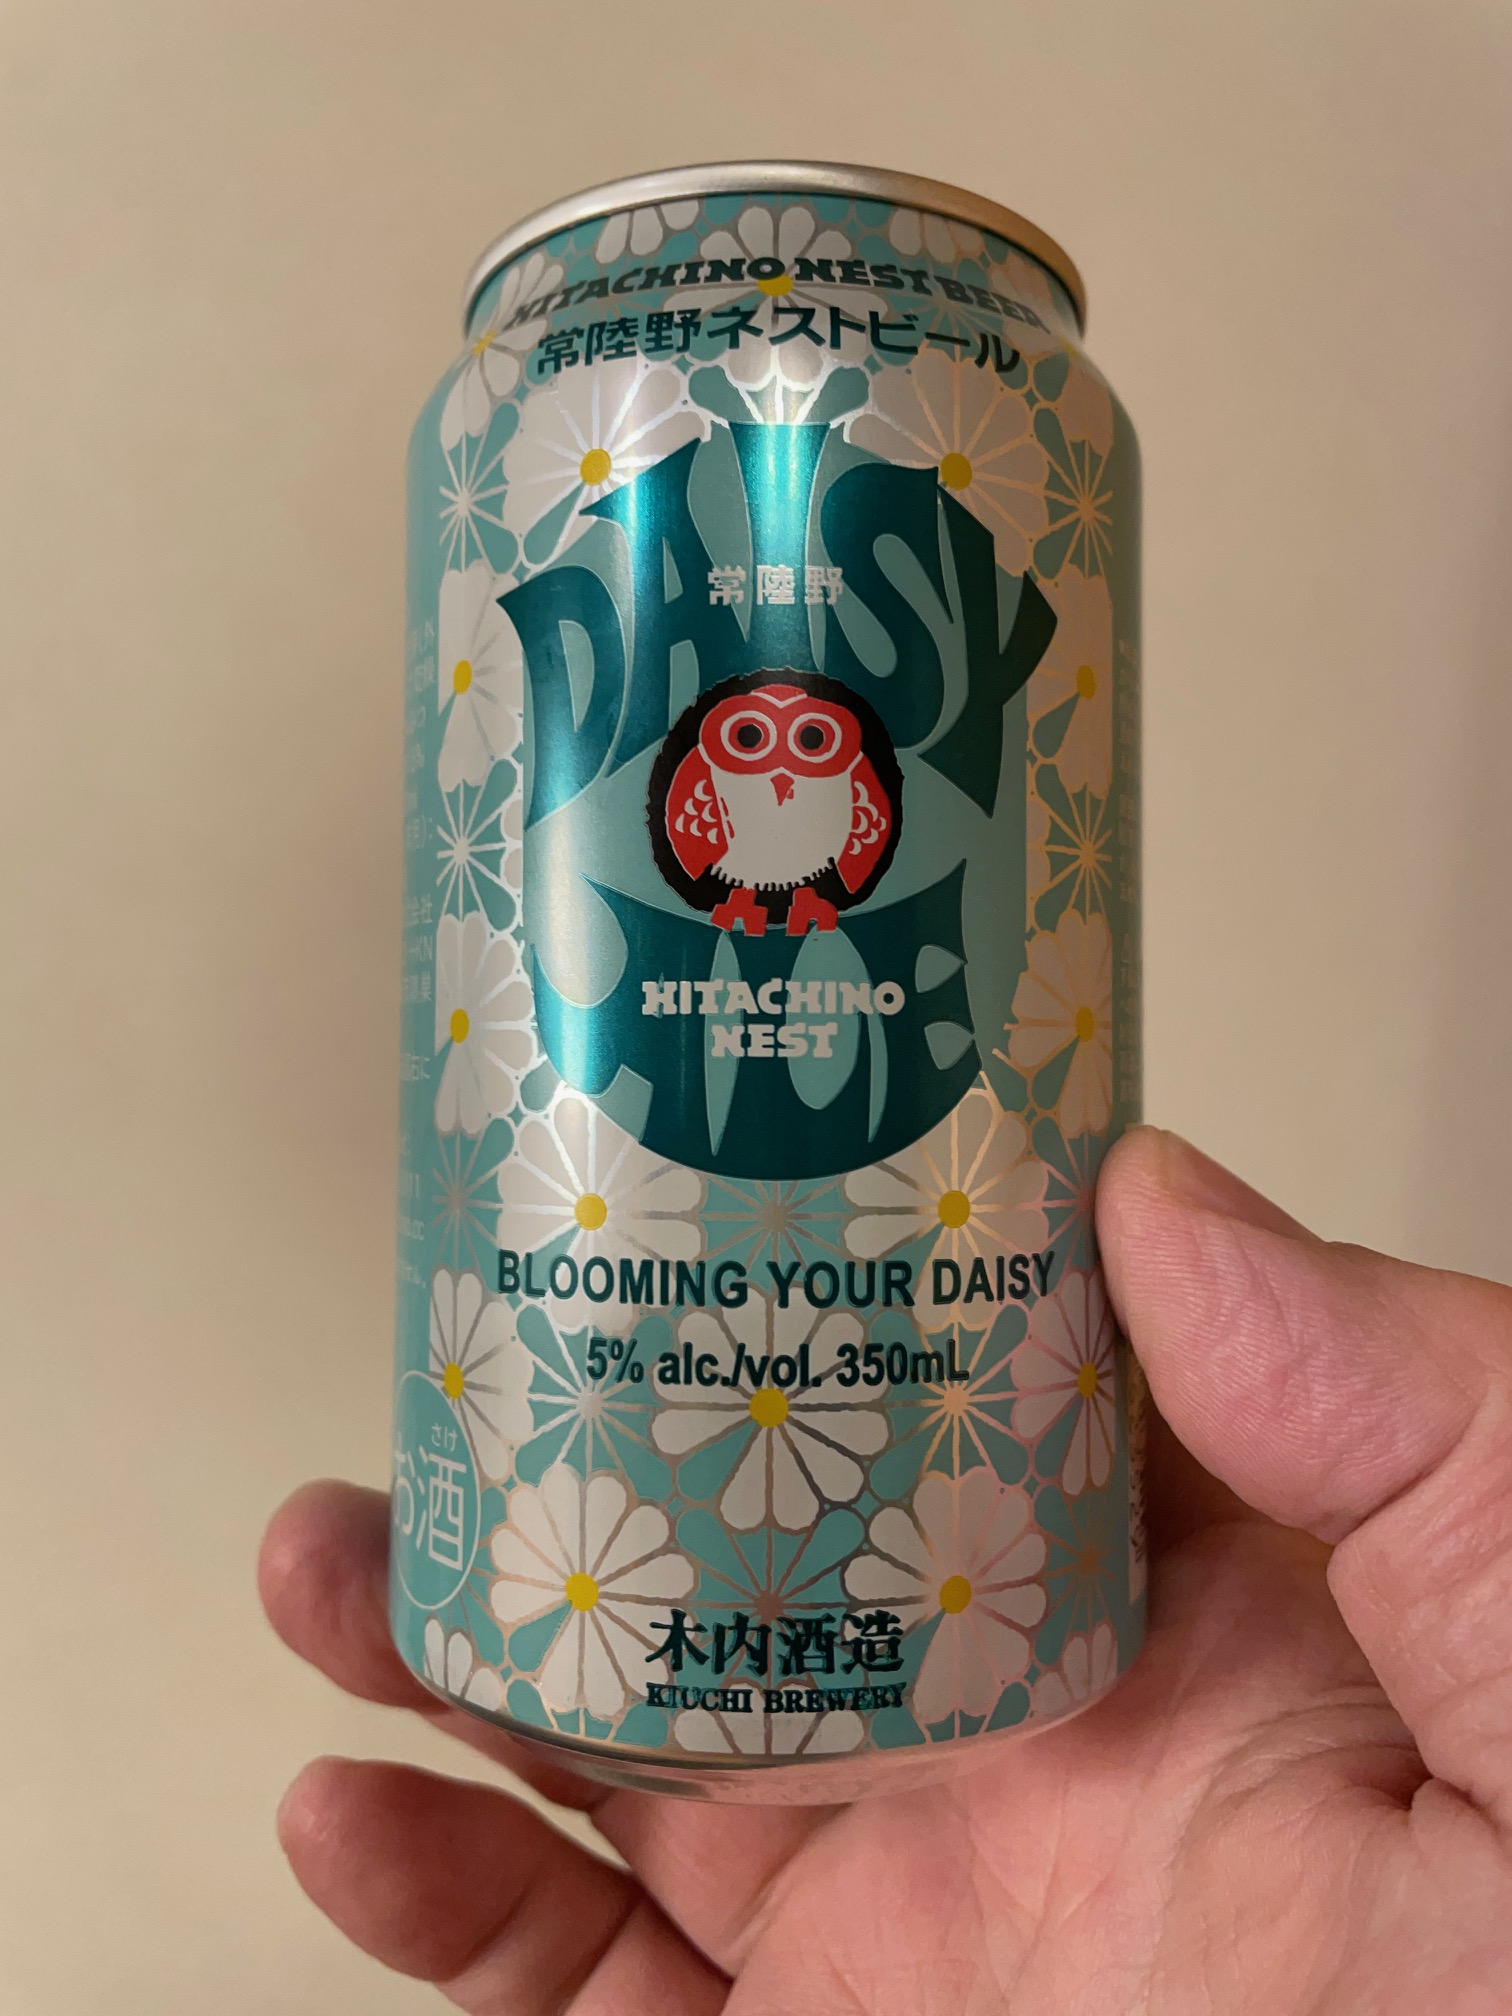 HITACHINO NEST BEER
常陸野ネストビール
DAISY
常陸野
CUE
HITACHINO
NEST
BLOOMING YOUR DAISY
5% alc./vol. 350mL
さけ
お酒
木内酒造
KIUCHI BREWERY